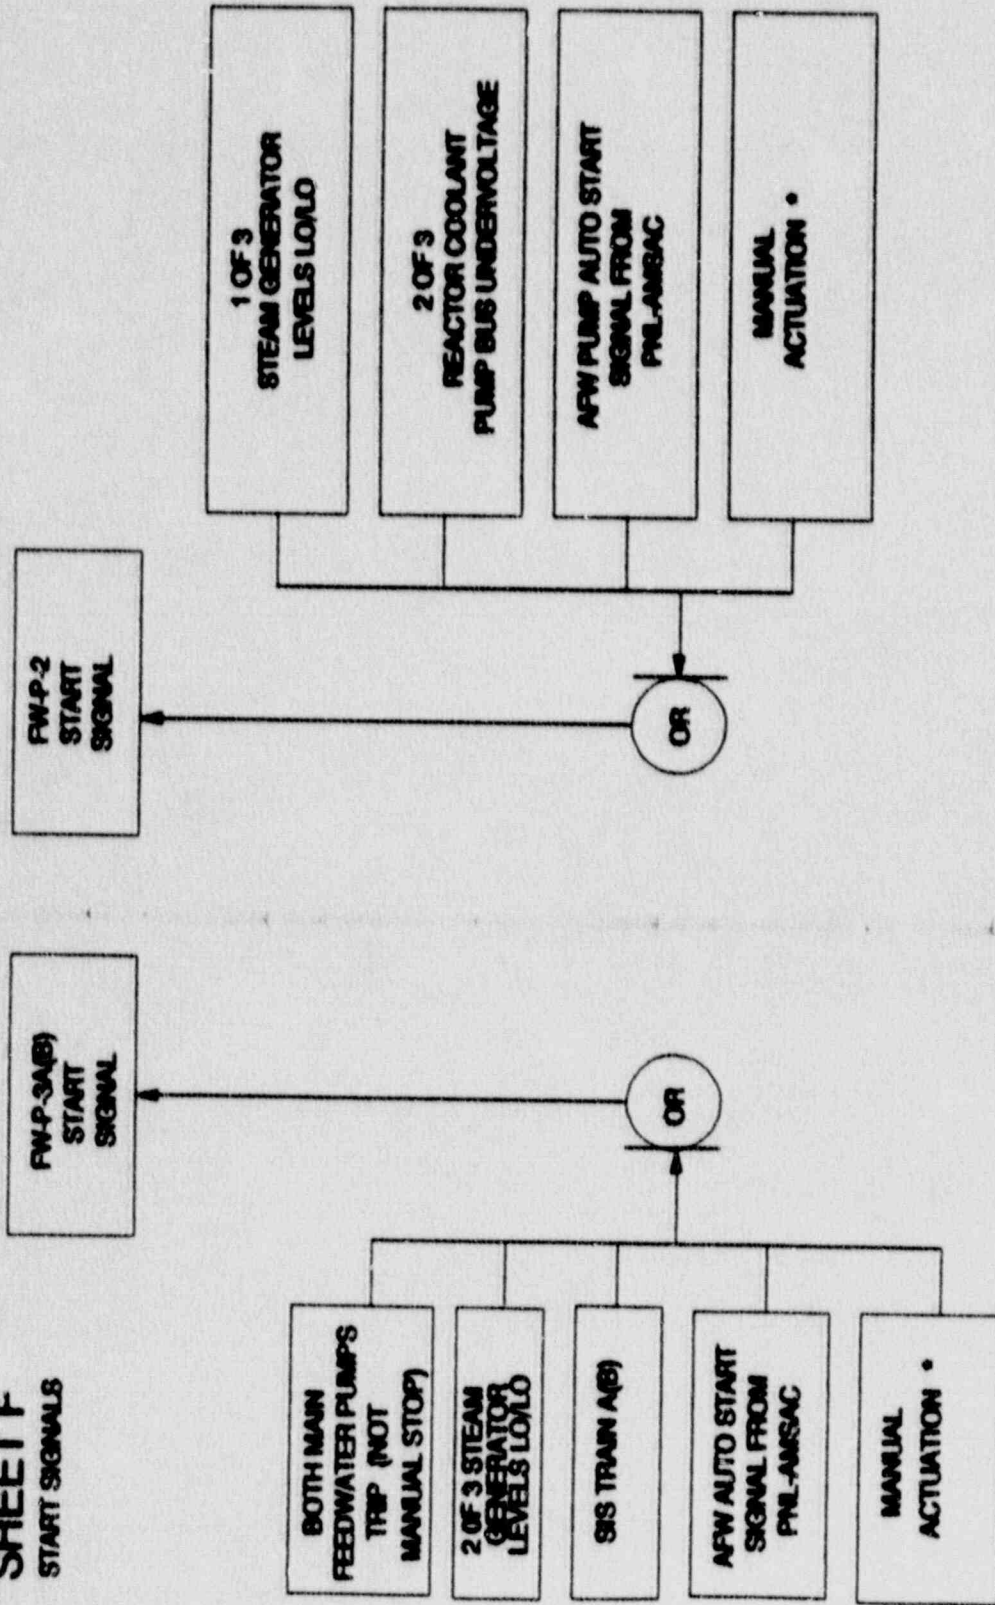 SHEET F
START SIGNALS
FW-P-3A(B)
START
SIGNAL
BOTH MAIN
FEEDWATER PUMPS
TRIP (NOT
MANUAL STOP)
2 OF 3 STEAM
GENERATOR
LEVELS LO/LO
SIS TRAIN A(B)
AFW AUTO START
SIGNAL FROM
PNL-AMSAC
MANUAL
ACTUATION *
OR
FW-P-2
START
SIGNAL
OR
1 OF 3
STEAM GENERATOR
LEVELS LO/LO
2 OF 3
REACTOR COOLANT
PUMP BUS UNDERVOLTAGE
AFW PUMP AUTO START
SIGNAL FROM
PNL-AMSAC
MANUAL
ACTUATION *